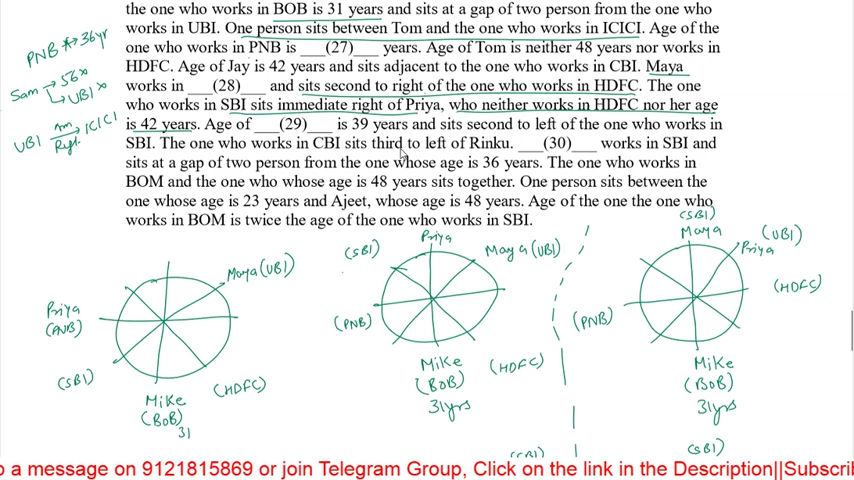 the one who works in BOB is 31 years and sits at a gap of two person from the one who
works in UBI. One person sits between Tom and the one who works in ICICI. Age of the
one who works in PNB is ___(27)___ years. Age of Tom is neither 48 years nor works in
HDFC. Age of Jay is 42 years and sits adjacent to the one who works in CBI. Maya
works in ___(28)___ and sits second to right of the one who works in HDFC. The one
who works in SBI sits immediate right of Priya, who neither works in HDFC nor her age
is 42 years. Age of ___(29)___ is 39 years and sits second to left of the one who works in
SBI. The one who works in CBI sits third to left of Rinku. ___(30)___ works in SBI and
sits at a gap of two person from the one whose age is 36 years. The one who works in
BOM and the one who whose age is 48 years sits together. One person sits between the
one whose age is 23 years and Ajeet, whose age is 48 years. Age of the one the one who
works in BOM is twice the age of the one who works in SBI.
PNB → 36yr
Sam → 56 x
→ UBI x
UBI Im Right ICICI
Maya (UBI)
Priya
(PNB)
(SBI)
Mike
(BOB)
31
(HDFC)
Priya
(SBI)
Maya (UBI)
(PNB)
Mike
(BOB)
31yrs
(HDFC)
(SBI)
(SBI)
Maya
(UBI)
Priya
(HDFC)
(PNB)
Mike
(BOB)
31yrs
(SBI)
p a message on 9121815869 or join Telegram Group, Click on the link in the Description||Subscri